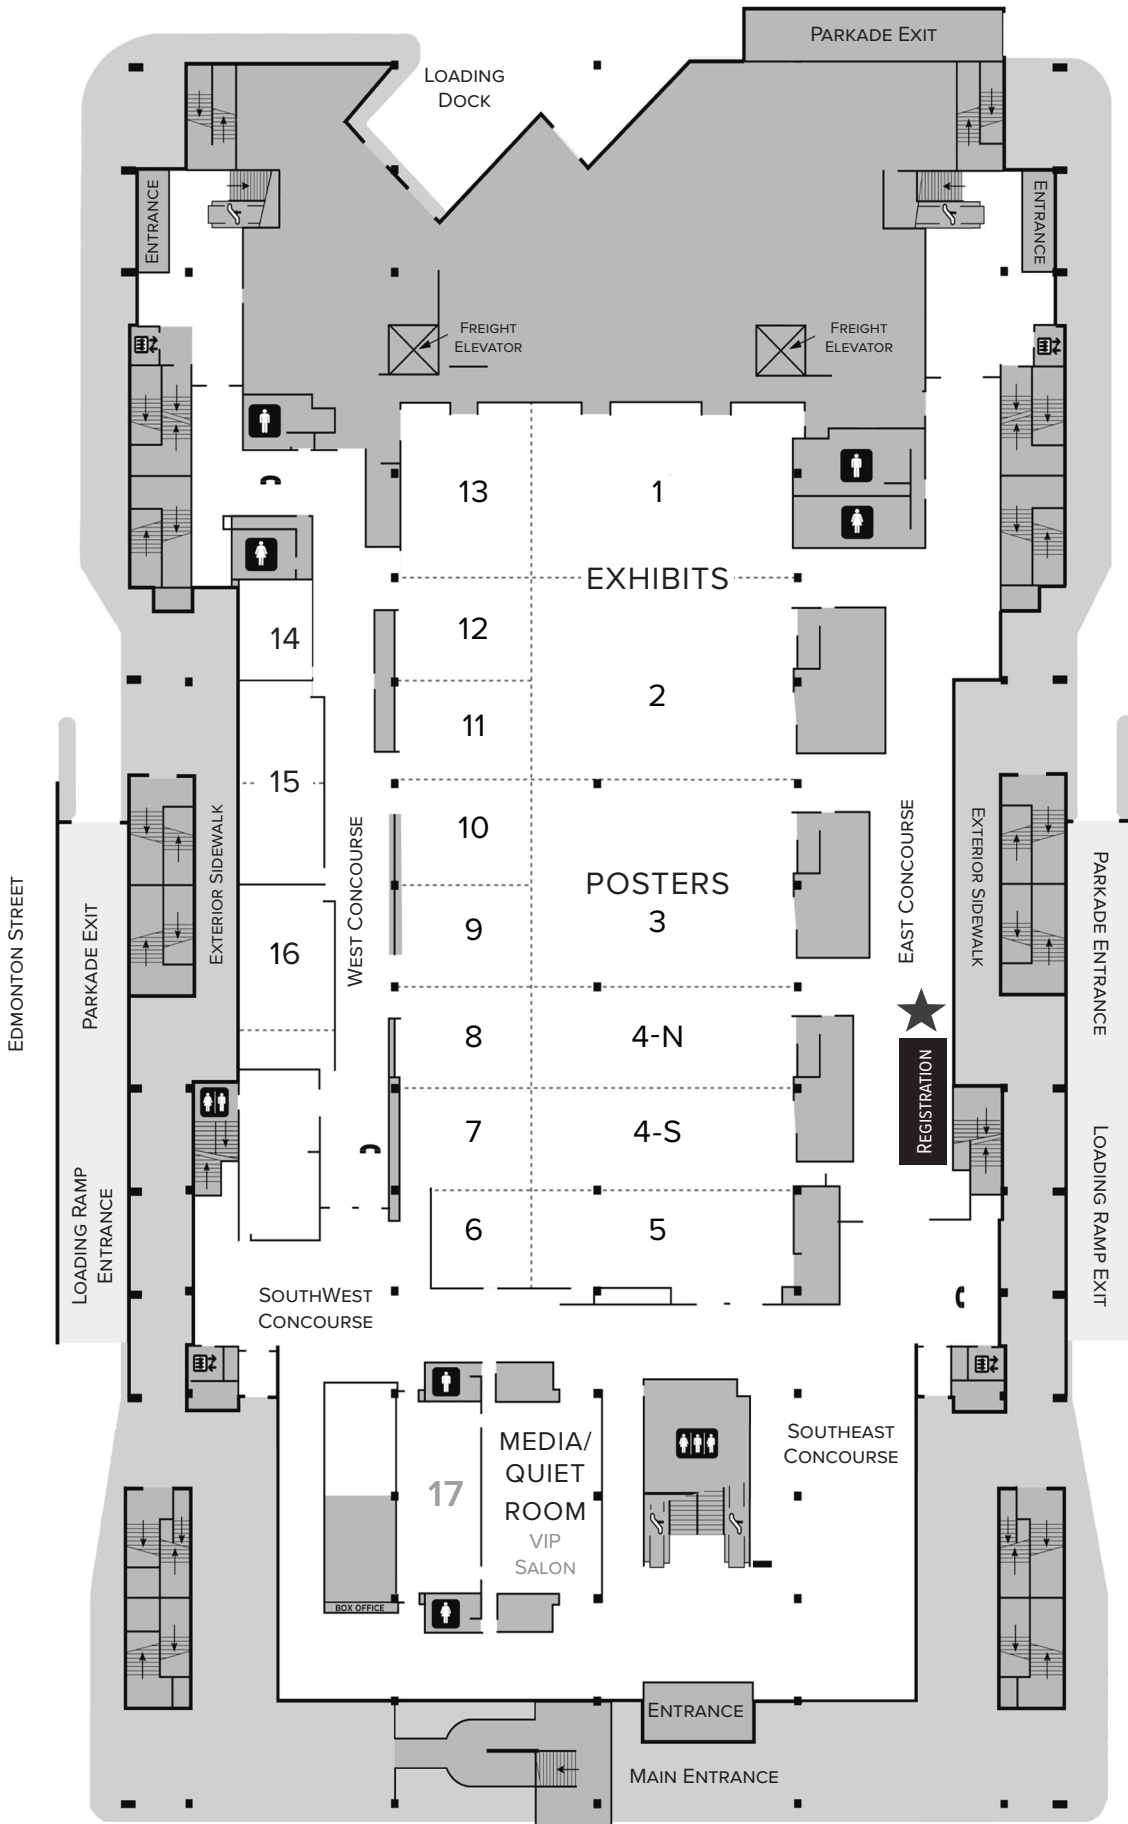 PARKADE EXIT
LOADING
DOCK
ENTRANCE
ENTRANCE
FREIGHT
ELEVATOR
FREIGHT
ELEVATOR
13
1
EXHIBITS
12
2
11
14
15
16
10
POSTERS
3
9
8
4-N
7
4-S
6
5
WEST CONCOURSE
EAST CONCOURSE
EXTERIOR SIDEWALK
EXTERIOR SIDEWALK
EDMONTON STREET
PARKADE EXIT
LOADING RAMP
ENTRANCE
PARKADE ENTRANCE
LOADING RAMP EXIT
REGISTRATION
SOUTHWEST
CONCOURSE
SOUTHEAST
CONCOURSE
17
MEDIA/
QUIET
ROOM
VIP
SALON
BOX OFFICE
ENTRANCE
MAIN ENTRANCE